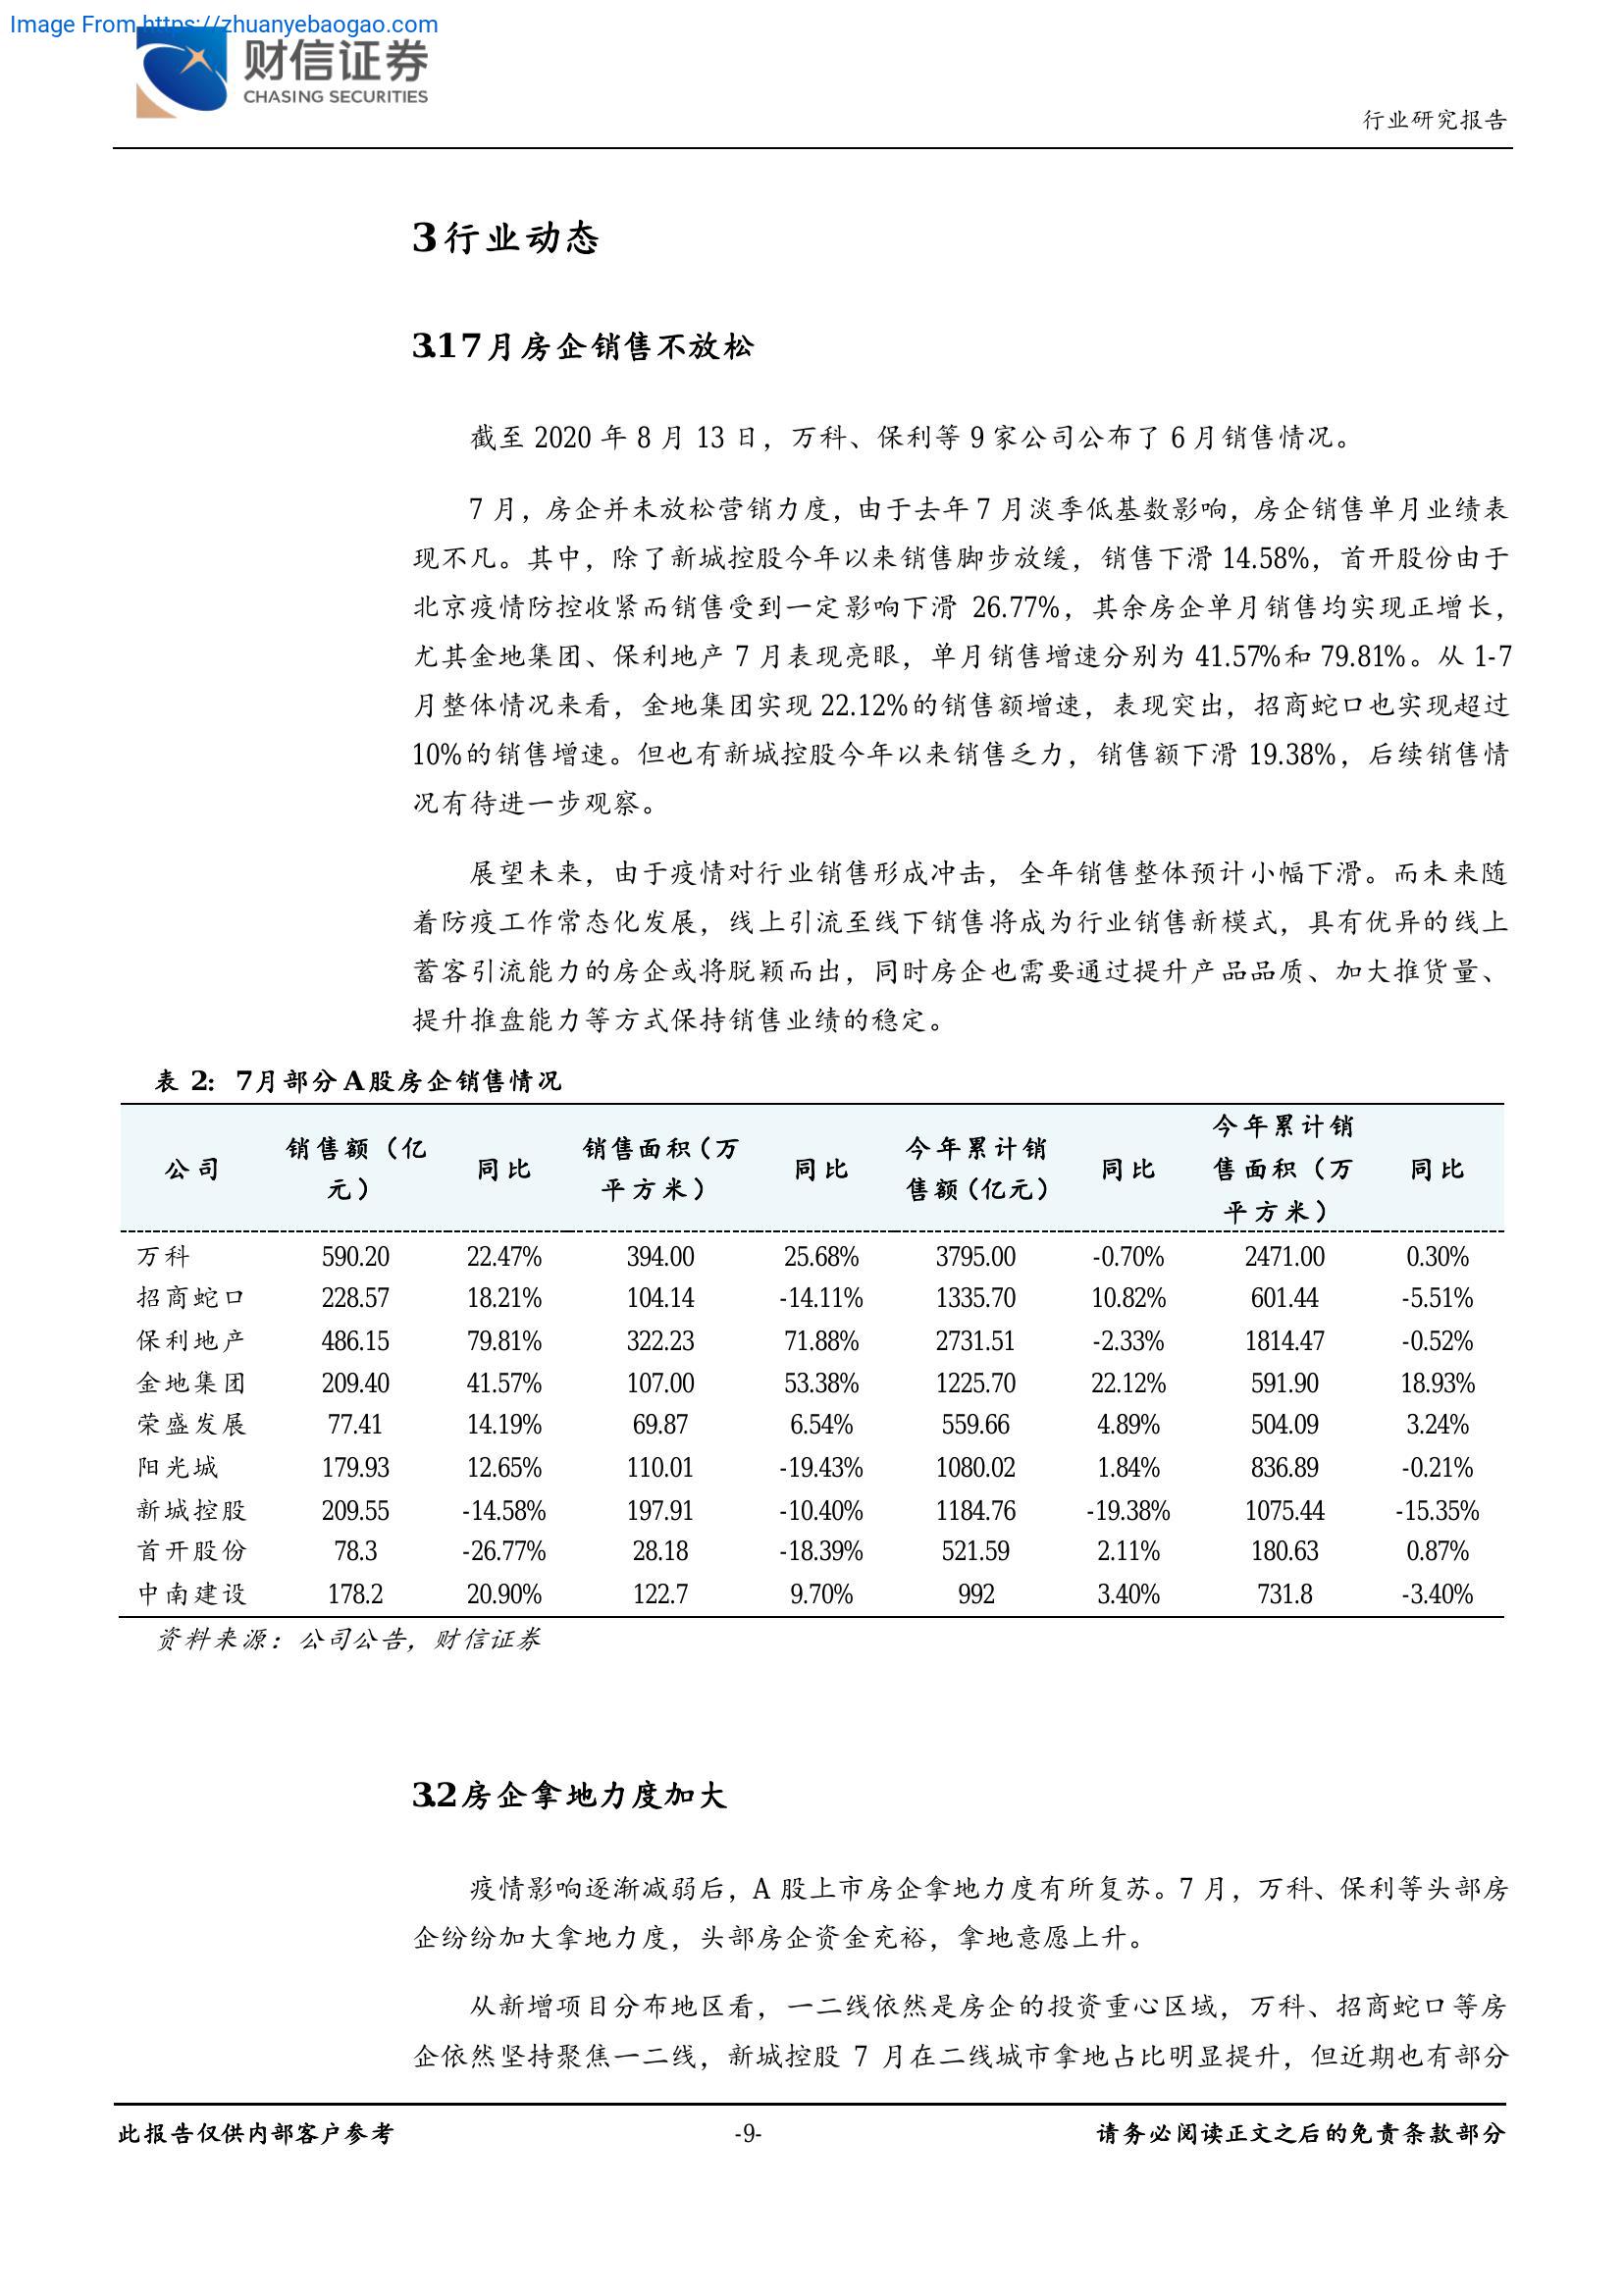 Image From https://zhuanyebaogao.com
财信证券
CHASING SECURITIES
行业研究报告
3 行业动态
3.1 7月房企销售不放松
截至 2020 年 8 月 13 日，万科、保利等 9 家公司公布了 6 月销售情况。
7 月，房企并未放松营销力度，由于去年 7 月淡季低基数影响，房企销售单月业绩表
现不凡。其中，除了新城控股今年以来销售脚步放缓，销售下滑 14.58%，首开股份由于
北京疫情防控收紧而销售受到一定影响下滑 26.77%，其余房企单月销售均实现正增长，
尤其金地集团、保利地产 7 月表现亮眼，单月销售增速分别为 41.57%和 79.81%。从 1-7
月整体情况来看，金地集团实现 22.12%的销售额增速，表现突出，招商蛇口也实现超过
10%的销售增速。但也有新城控股今年以来销售乏力，销售额下滑 19.38%，后续销售情
况有待进一步观察。
展望未来，由于疫情对行业销售形成冲击，全年销售整体预计小幅下滑。而未来随
着防疫工作常态化发展，线上引流至线下销售将成为行业销售新模式，具有优异的线上
蓄客引流能力的房企或将脱颖而出，同时房企也需要通过提升产品品质、加大推货量、
提升推盘能力等方式保持销售业绩的稳定。
表 2： 7月部分A股房企销售情况
公司 销售额（亿元） 同比 销售面积（万平方米） 同比 今年累计销售额（亿元） 同比 今年累计销售面积（万平方米） 同比
万科 590.20 22.47% 394.00 25.68% 3795.00 -0.70% 2471.00 0.30%
招商蛇口 228.57 18.21% 104.14 -14.11% 1335.70 10.82% 601.44 -5.51%
保利地产 486.15 79.81% 322.23 71.88% 2731.51 -2.33% 1814.47 -0.52%
金地集团 209.40 41.57% 107.00 53.38% 1225.70 22.12% 591.90 18.93%
荣盛发展 77.41 14.19% 69.87 6.54% 559.66 4.89% 504.09 3.24%
阳光城 179.93 12.65% 110.01 -19.43% 1080.02 1.84% 836.89 -0.21%
新城控股 209.55 -14.58% 197.91 -10.40% 1184.76 -19.38% 1075.44 -15.35%
首开股份 78.3 -26.77% 28.18 -18.39% 521.59 2.11% 180.63 0.87%
中南建设 178.2 20.90% 122.7 9.70% 992 3.40% 731.8 -3.40%
资料来源：公司公告，财信证券
3.2 房企拿地力度加大
疫情影响逐渐减弱后，A 股上市房企拿地力度有所复苏。7 月，万科、保利等头部房
企纷纷加大拿地力度，头部房企资金充裕，拿地意愿上升。
从新增项目分布地区看，一二线依然是房企的投资重心区域，万科、招商蛇口等房
企依然坚持聚焦一二线，新城控股 7 月在二线城市拿地占比明显提升，但近期也有部分
此报告仅供内部客户参考
-9-
请务必阅读正文之后的免责条款部分